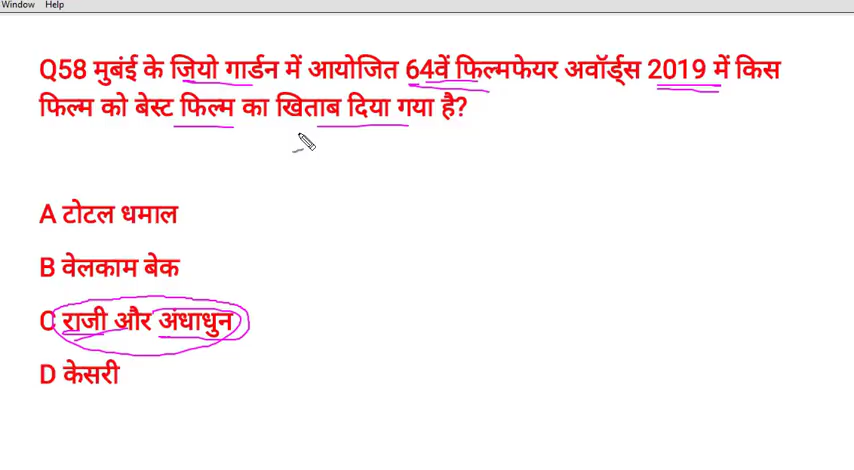 Window Help
Q58 मुबंई के जियो गार्डन में आयोजित 64वें फिल्मफेयर अवॉर्ड्स 2019 में किस
फिल्म को बेस्ट फिल्म का खिताब दिया गया है?
A टोटल धमाल
B वेलकाम बेक
C राजी और अंधाधुन
D केसरी